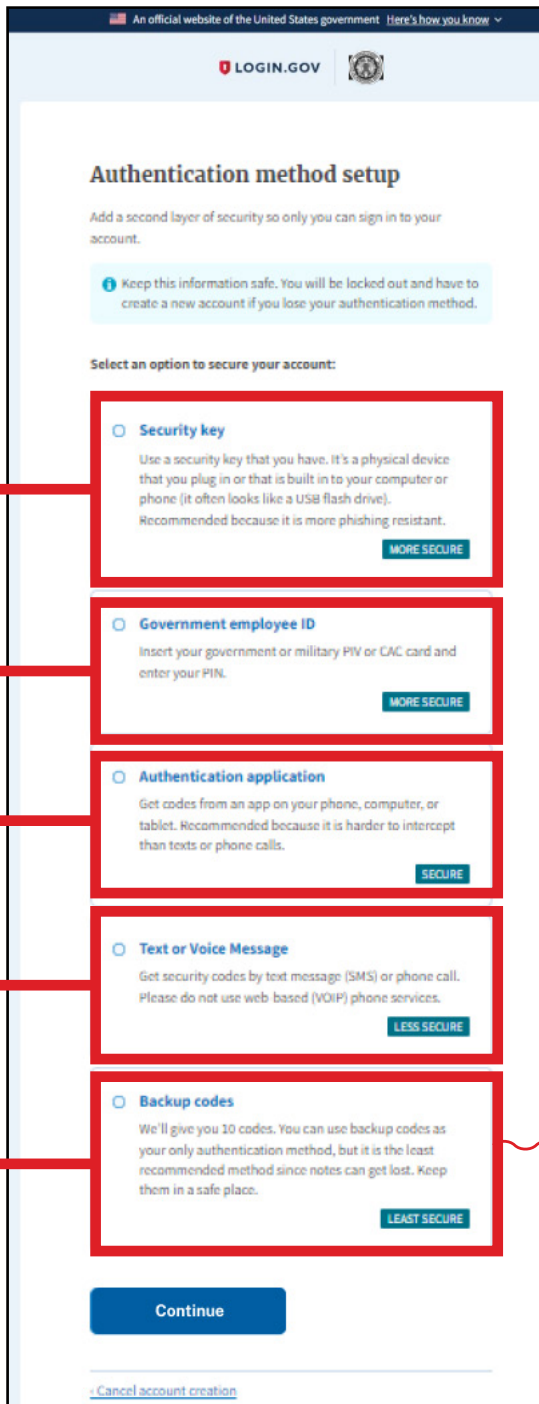 An official website of the United States government Here's how you know
LOGIN.GOV
Authentication method setup
Add a second layer of security so only you can sign in to your
account.
Keep this information safe. You will be locked out and have to
create a new account if you lose your authentication method.
Select an option to secure your account:
Security key
Use a security key that you have. It's a physical device
that you plug in or that is built in to your computer or
phone (it often looks like a USB flash drive).
Recommended because it is more phishing resistant.
MORE SECURE
Government employee ID
Insert your government or military PIV or CAC card and
enter your PIN.
MORE SECURE
Authentication application
Get codes from an app on your phone, computer, or
tablet. Recommended because it is harder to intercept
than texts or phone calls.
SECURE
Text or Voice Message
Get security codes by text message (SMS) or phone call.
Please do not use web based (VOIP) phone services.
LESS SECURE
Backup codes
We'll give you 10 codes. You can use backup codes as
your only authentication method, but it is the least
recommended method since notes can get lost. Keep
them in a safe place.
LEAST SECURE
Continue
‹ Cancel account creation